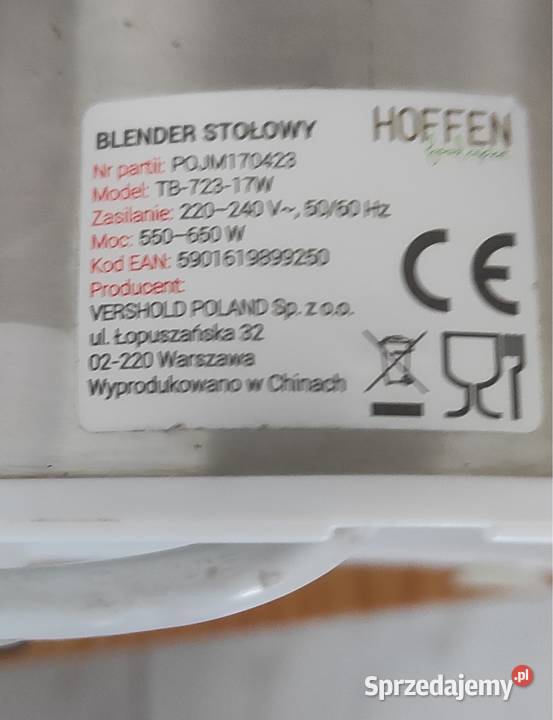 BLENDER STOŁOWY
HOFFEN
Nr partii: POJM170423
Model: TB-723-17W
Zasilanie: 220-240 V~, 50/60 Hz
Moc: 550-650 W
Kod EAN: 5901619899250
Producent:
VERSHOLD POLAND Sp. z o.o.
ul. Łopuszańska 32
02-220 Warszawa
Wyprodukowano w Chinach
CE
Sprzedajemy.pl